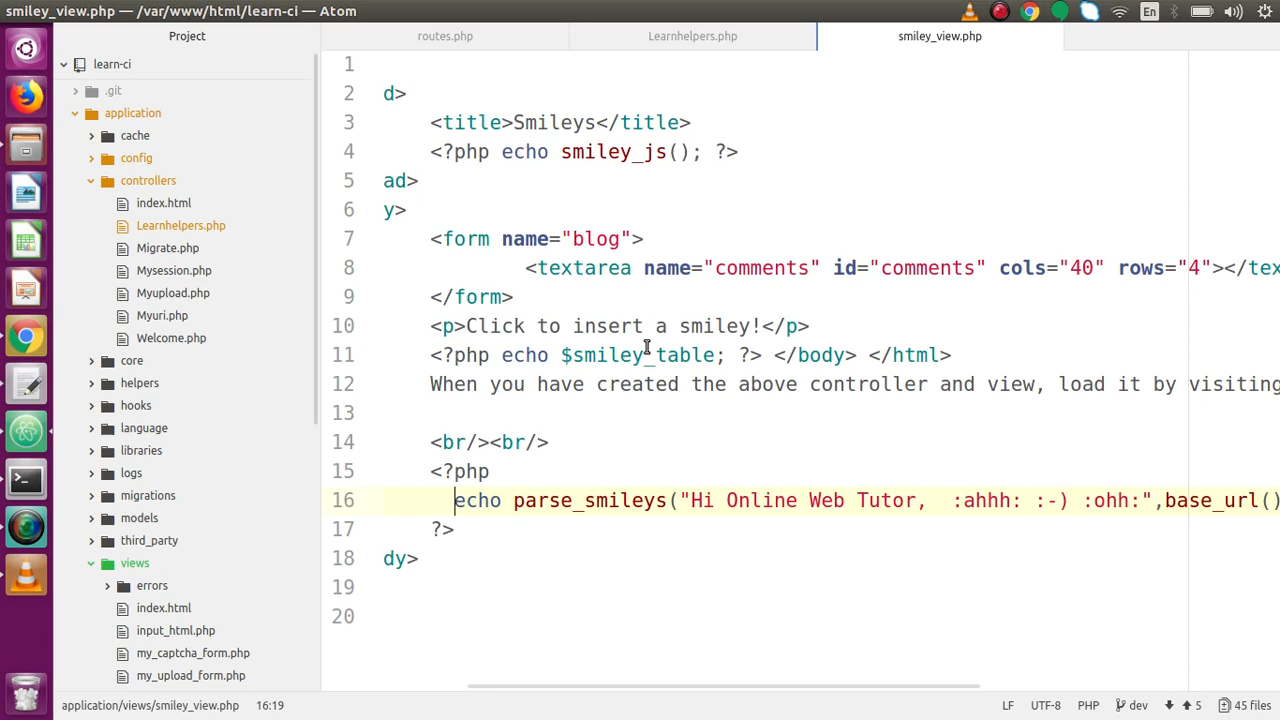 smiley_view.php — /var/www/html/learn-ci — Atom
En
Project
routes.php
Learnhelpers.php
smiley_view.php
learn-ci
.git
application
cache
config
controllers
index.html
Learnhelpers.php
Migrate.php
Mysession.php
Myupload.php
Myuri.php
Welcome.php
core
helpers
hooks
language
libraries
logs
migrations
models
third_party
views
errors
index.html
input_html.php
my_captcha_form.php
my_upload_form.php
1
2 d>
3 <title>Smileys</title>
4 <?php echo smiley_js(); ?>
5 ad>
6 y>
7 <form name="blog">
8 <textarea name="comments" id="comments" cols="40" rows="4"></tex
9 </form>
10 <p>Click to insert a smiley!</p>
11 <?php echo $smiley_table; ?> </body> </html>
12 When you have created the above controller and view, load it by visiting
13
14 <br/><br/>
15 <?php
16 echo parse_smileys("Hi Online Web Tutor,  :ahhh: :-) :ohh:",base_url()
17 ?>
18 dy>
19
20
application/views/smiley_view.php 16:19
LF UTF-8 PHP dev 5 45 files